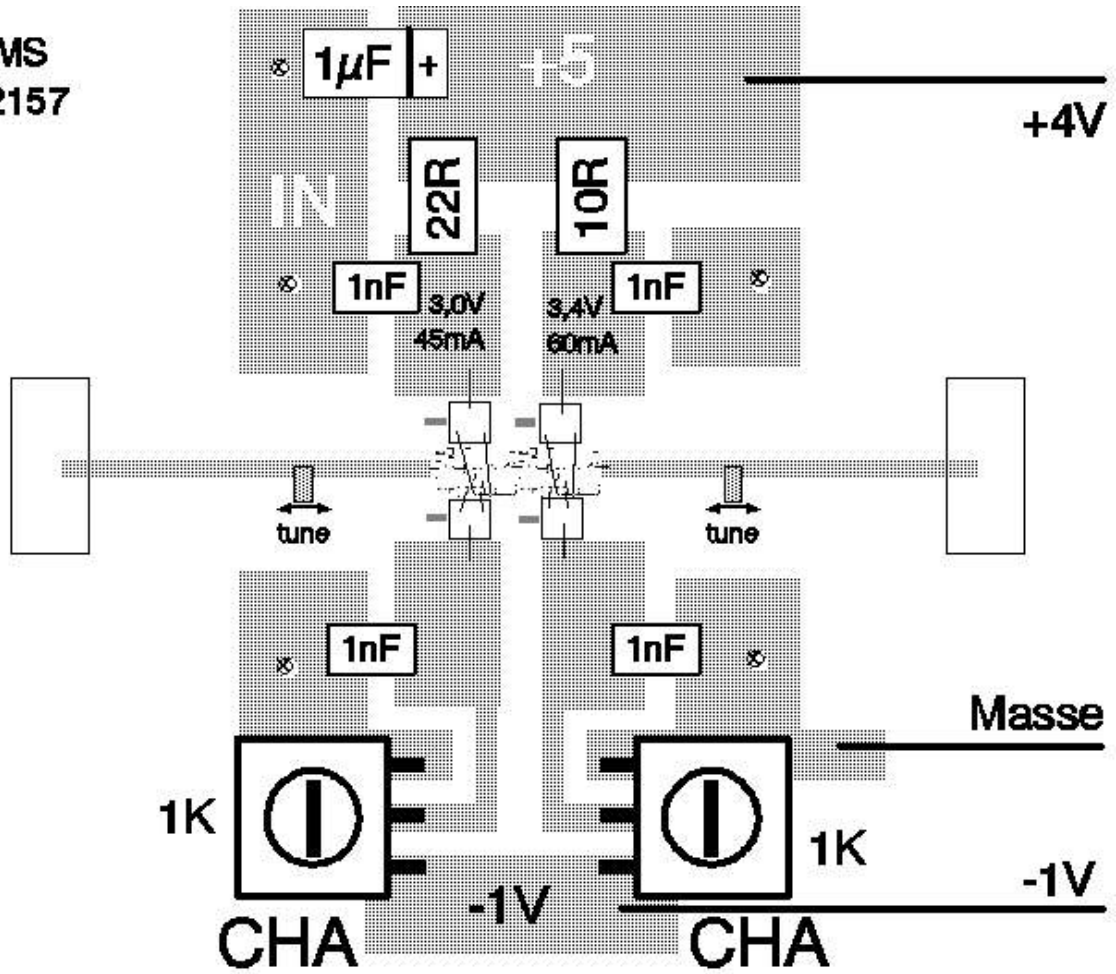 MS
2157
1µF +
+5
+4V
IN
22R
10R
1nF
1nF
3,0V
45mA
3,4V
60mA
tune
tune
1nF
1nF
Masse
1K
1K
-1V
-1V
CHA
CHA